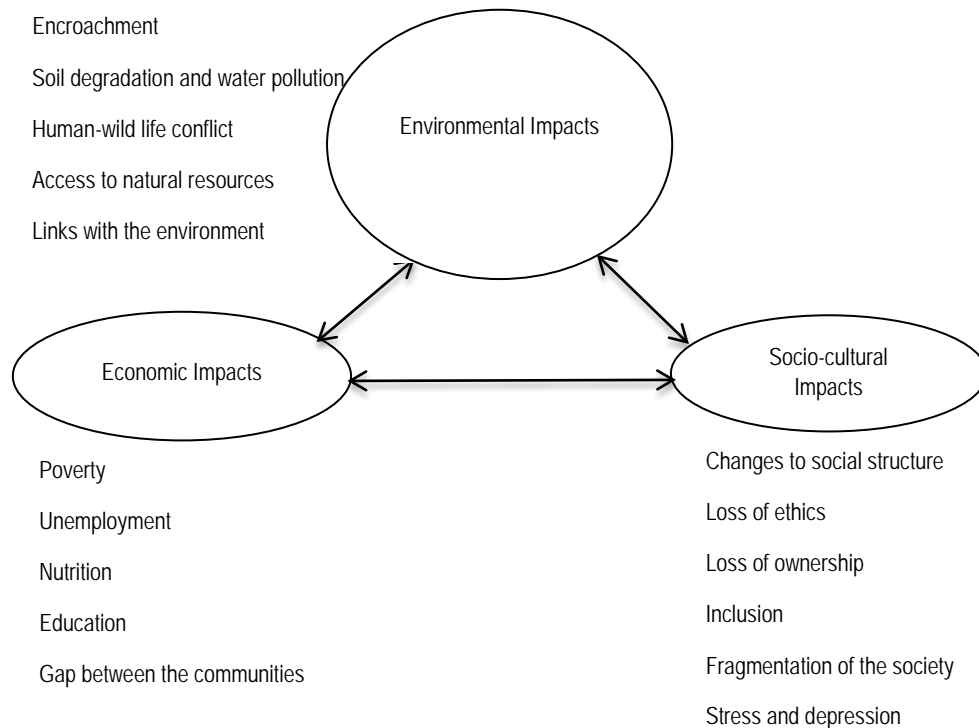 Encroachment
Soil degradation and water pollution
Human-wild life conflict
Access to natural resources
Links with the environment
Environmental Impacts
Economic Impacts
Socio-cultural
Impacts
Poverty
Unemployment
Nutrition
Education
Gap between the communities
Changes to social structure
Loss of ethics
Loss of ownership
Inclusion
Fragmentation of the society
Stress and depression